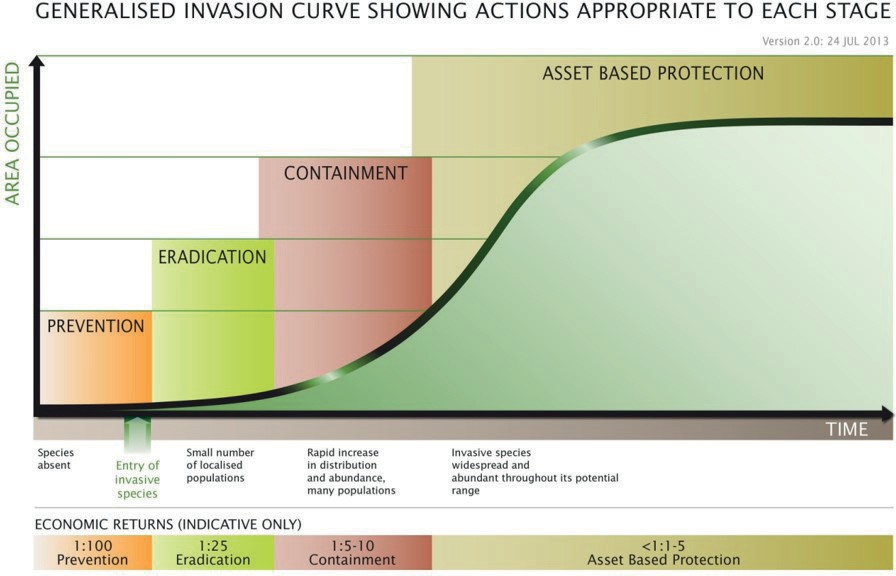 GENERALISED INVASION CURVE SHOWING ACTIONS APPROPRIATE TO EACH STAGE
Version 2.0: 24 JUL 2013
AREA OCCUPIED
ASSET BASED PROTECTION
CONTAINMENT
ERADICATION
PREVENTION
TIME
Species
absent
Entry of
invasive
species
Small number
of localised
populations
Rapid increase
in distribution
and abundance,
many populations
Invasive species
widespread and
abundant throughout its potential
range
ECONOMIC RETURNS (INDICATIVE ONLY)
1:100
Prevention
1:25
Eradication
1:5-10
Containment
<1:1-5
Asset Based Protection